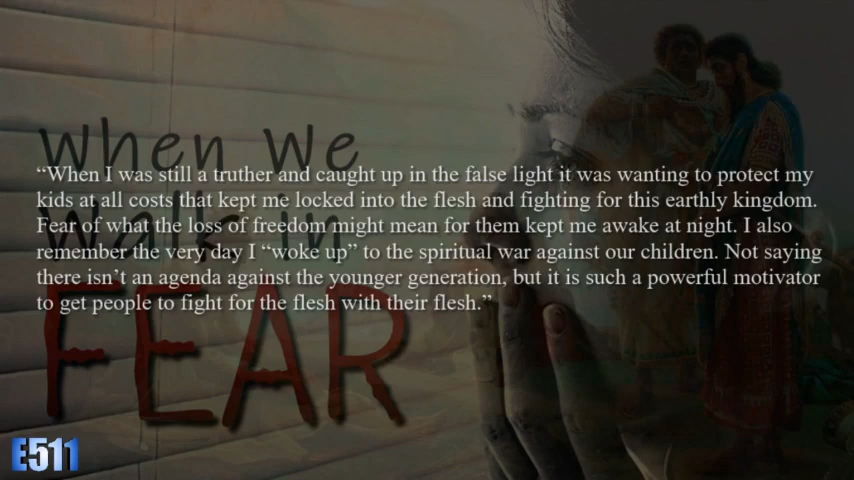 When We
Walk in
FEAR
“When I was still a truther and caught up in the false light it was wanting to protect my
kids at all costs that kept me locked into the flesh and fighting for this earthly kingdom.
Fear of what the loss of freedom might mean for them kept me awake at night. I also
remember the very day I “woke up” to the spiritual war against our children. Not saying
there isn’t an agenda against the younger generation, but it is such a powerful motivator
to get people to fight for the flesh with their flesh.”
E511